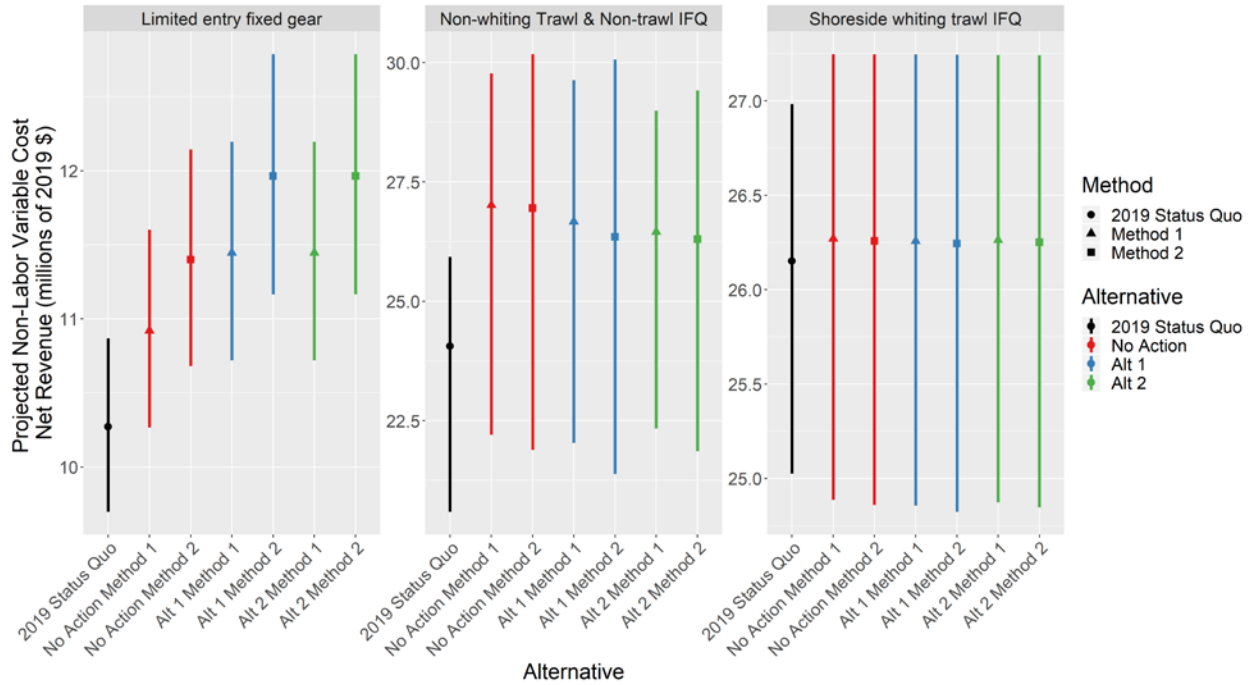 Limited entry fixed gear
Non-whiting Trawl & Non-trawl IFQ
Shoreside whiting trawl IFQ
Projected Non-Labor Variable Cost
Net Revenue (millions of 2019 $)
12
11
10
30.0
27.5
25.0
22.5
27.0
26.5
26.0
25.5
25.0
2019 Status Quo
No Action Method 1
No Action Method 2
Alt 1 Method 1
Alt 1 Method 2
Alt 2 Method 1
Alt 2 Method 2
2019 Status Quo
No Action Method 1
No Action Method 2
Alt 1 Method 1
Alt 1 Method 2
Alt 2 Method 1
Alt 2 Method 2
2019 Status Quo
No Action Method 1
No Action Method 2
Alt 1 Method 1
Alt 1 Method 2
Alt 2 Method 1
Alt 2 Method 2
Alternative
Method
2019 Status Quo
Method 1
Method 2
Alternative
2019 Status Quo
No Action
Alt 1
Alt 2